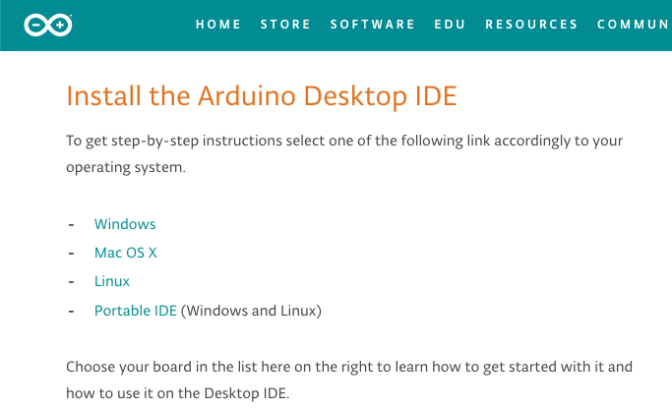 HOME STORE SOFTWARE EDU RESOURCES COMMUN
Install the Arduino Desktop IDE
To get step-by-step instructions select one of the following link accordingly to your
operating system.
- Windows
- Mac OS X
- Linux
- Portable IDE (Windows and Linux)
Choose your board in the list here on the right to learn how to get started with it and
how to use it on the Desktop IDE.